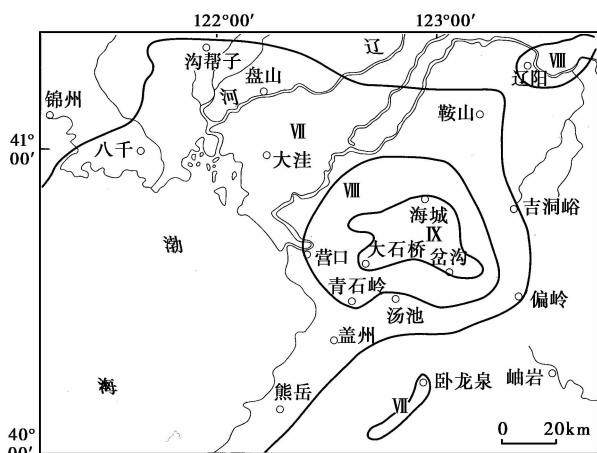 122°00′
123°00′
沟帮子
盘山
辽
河
Ⅷ
辽阳
锦州
鞍山
Ⅶ
41°
00′
八千
大洼
Ⅷ
海城
吉洞峪
渤
Ⅸ
营口
大石桥
岔沟
青石岭
汤池
偏岭
盖州
海
卧龙泉
岫岩
熊岳
Ⅶ
40°
00′
0
20km